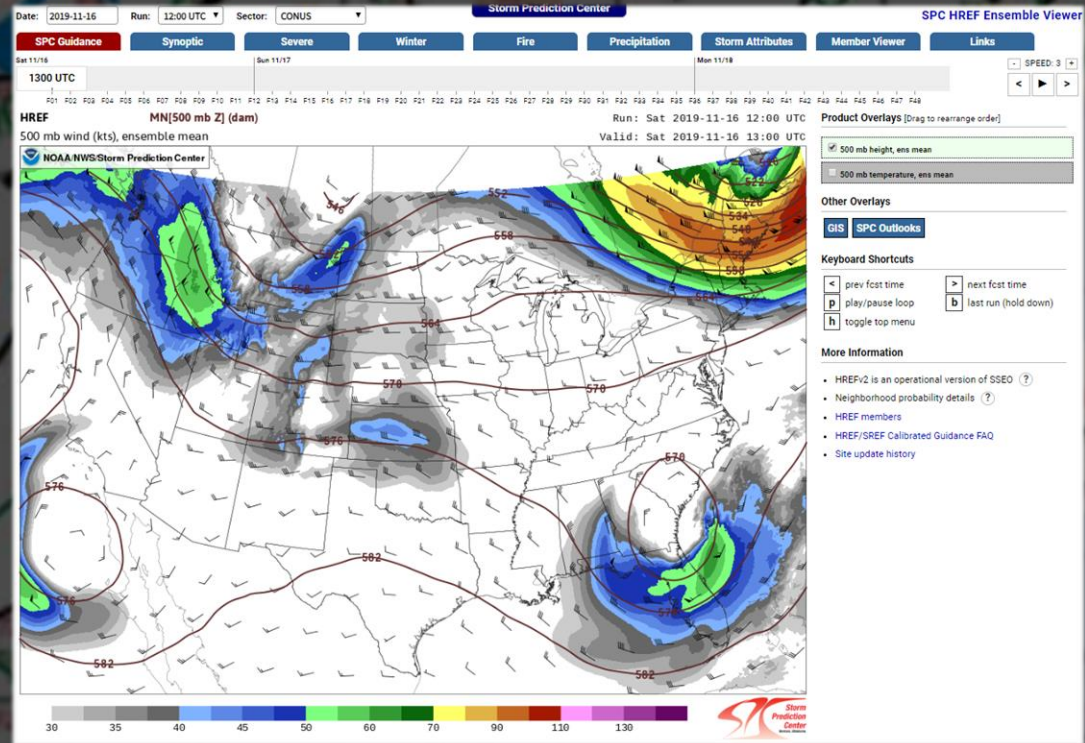 Storm Prediction Center
Date: 2019-11-16 Run: 12:00 UTC Sector: CONUS
SPC HREF Ensemble Viewer
SPC Guidance Synoptic Severe Winter Fire Precipitation Storm Attributes Member Viewer Links
Sat 11/16 Sun 11/17 Mon 11/18
- SPEED: 3 +
1300 UTC
< ▶ >
F01 F02 F03 F04 F05 F06 F07 F08 F09 F10 F11 F12 F13 F14 F15 F16 F17 F18 F19 F20 F21 F22 F23 F24 F25 F26 F27 F28 F29 F30 F31 F32 F33 F34 F35 F36 F37 F38 F39 F40 F41 F42 F43 F44 F45 F46 F47 F48
HREF MN[500 mb Z] (dam) Run: Sat 2019-11-16 12:00 UTC
500 mb wind (kts), ensemble mean Valid: Sat 2019-11-16 13:00 UTC
NOAA/NWS/Storm Prediction Center
546
552
558
528
534
540
558
564
570
570
576
570
576
582
576
582
582
30 35 40 45 50 60 70 90 110 130
Storm
Prediction
Center
Product Overlays [Drag to rearrange order]
500 mb height, ens mean
500 mb temperature, ens mean
Other Overlays
GIS SPC Outlooks
Keyboard Shortcuts
< prev fcst time > next fcst time
p play/pause loop b last run (hold down)
h toggle top menu
More Information
• HREFv2 is an operational version of SSEO ?
• Neighborhood probability details ?
• HREF members
• HREF/SREF Calibrated Guidance FAQ
• Site update history